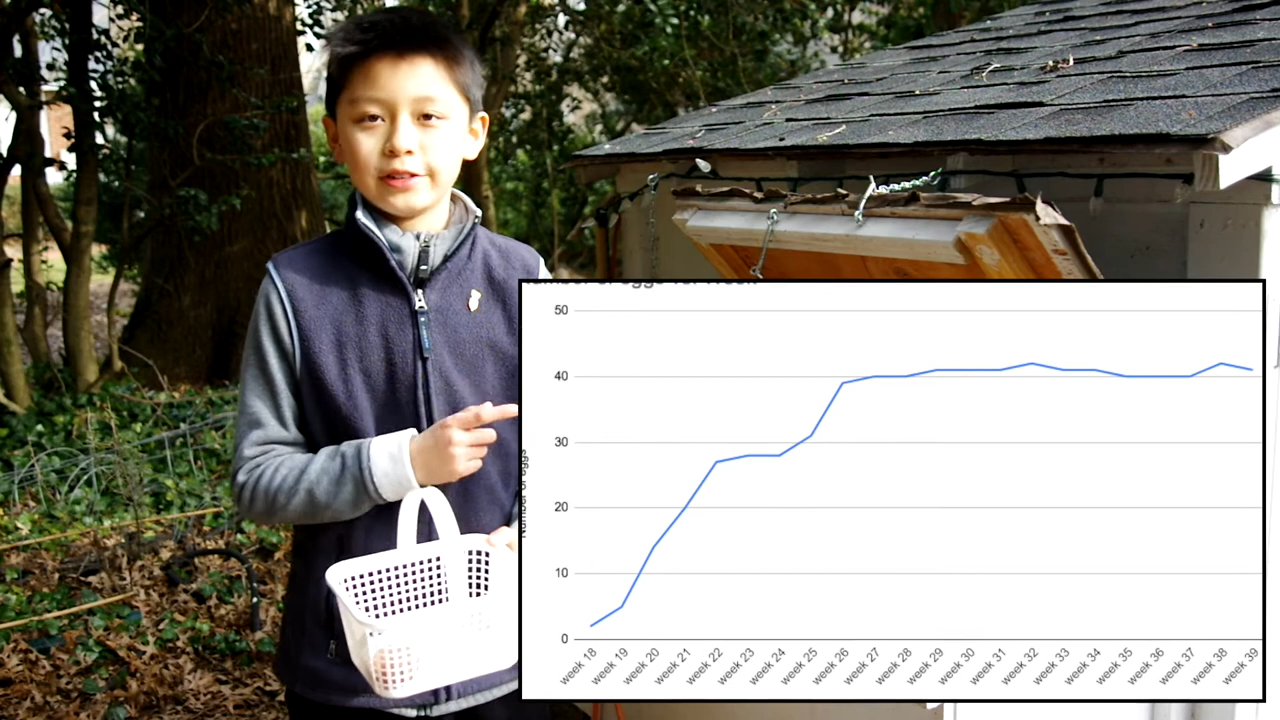 50
40
30
20
10
0
week 18
week 19
week 20
week 21
week 22
week 23
week 24
week 25
week 26
week 27
week 28
week 29
week 30
week 31
week 32
week 33
week 34
week 35
week 36
week 37
week 38
week 39